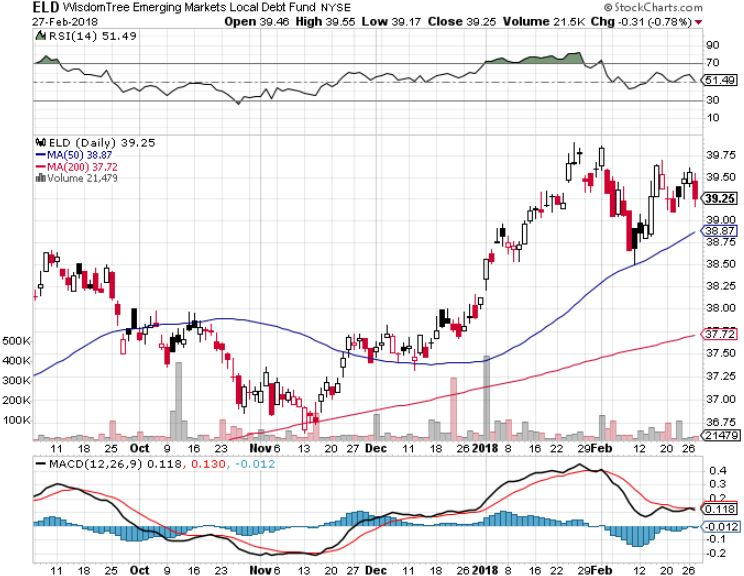 ELD WisdomTree Emerging Markets Local Debt Fund NYSE © StockCharts.com
27-Feb-2018 Open 39.46 High 39.55 Low 39.17 Close 39.25 Volume 21.5K Chg -0.31 (-0.78%)
RSI(14) 51.49
90
70
51.49
30
10
ELD (Daily) 39.25
MA(50) 38.87
MA(200) 37.72
Volume 21,479
39.75
39.50
39.25
39.00
38.87
38.75
38.50
38.25
38.00
37.72
37.50
37.25
37.00
36.75
500K
400K
300K
200K
100K
21479
11 18 25 Oct 9 16 23 Nov 6 13 20 27 Dec 11 18 26 2018 8 16 22 Feb 12 20 26
MACD(12,26,9) 0.118, 0.130, -0.012
0.4
0.3
0.2
0.118
-0.012
-0.1
-0.2
11 18 25 Oct 9 16 23 Nov 6 13 20 27 Dec 11 18 26 2018 8 16 22 Feb 12 20 26